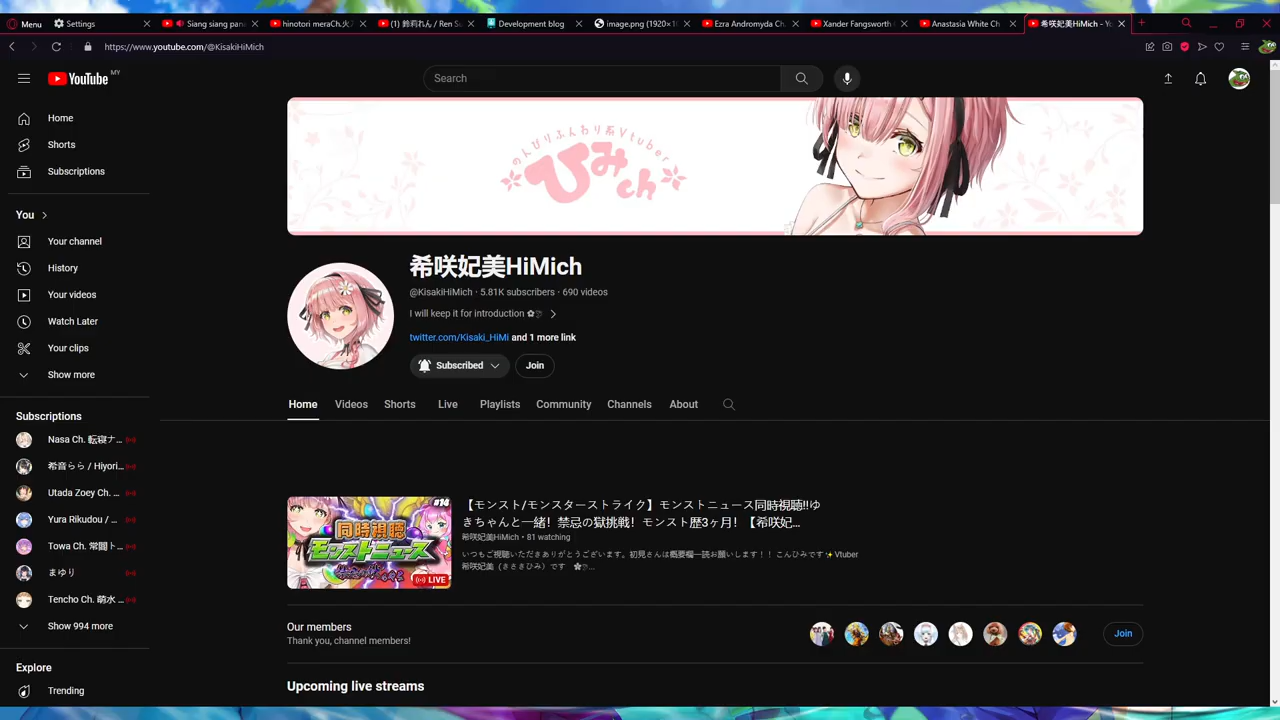 Menu
Settings
Siang siang pan
hinotori meraCh.火ノ
(1) 鈴莉れん / Ren Su
Development blog
image.png (1920×10
Ezra Andromyda Ch.
Xander Fangsworth
Anastasia White Ch
希咲妃美HiMich - Yo
https://www.youtube.com/@KisakiHiMich
YouTube MY
Search
Home
Shorts
Subscriptions
You
Your channel
History
Your videos
Watch Later
Your clips
Show more
Subscriptions
Nasa Ch. 転寝ナ...
希音らら / Hiyori...
Utada Zoey Ch. ...
Yura Rikudou / ...
Towa Ch. 常闇ト...
まゆり
Tencho Ch. 萌水 ...
Show 994 more
Explore
Trending
のんびりふんわり系Vtuber
ひみch
希咲妃美HiMich
@KisakiHiMich · 5.81K subscribers · 690 videos
I will keep it for introduction
twitter.com/Kisaki_HiMi and 1 more link
Subscribed
Join
Home
Videos
Shorts
Live
Playlists
Community
Channels
About
#14
同時視聴
モンストニュース
LIVE
【モンスト/モンスターストライク】モンストニュース同時視聴!!ゆ
きちゃんと一緒！禁忌の獄挑戦！モンスト歴3ヶ月！【希咲妃...
希咲妃美HiMich • 81 watching
いつもご視聴いただきありがとうございます。初見さんは概要欄一読お願いします！！ こんひみです✨ Vtuber
希咲妃美（きさきひみ）です ...
Our members
Thank you, channel members!
Join
Upcoming live streams